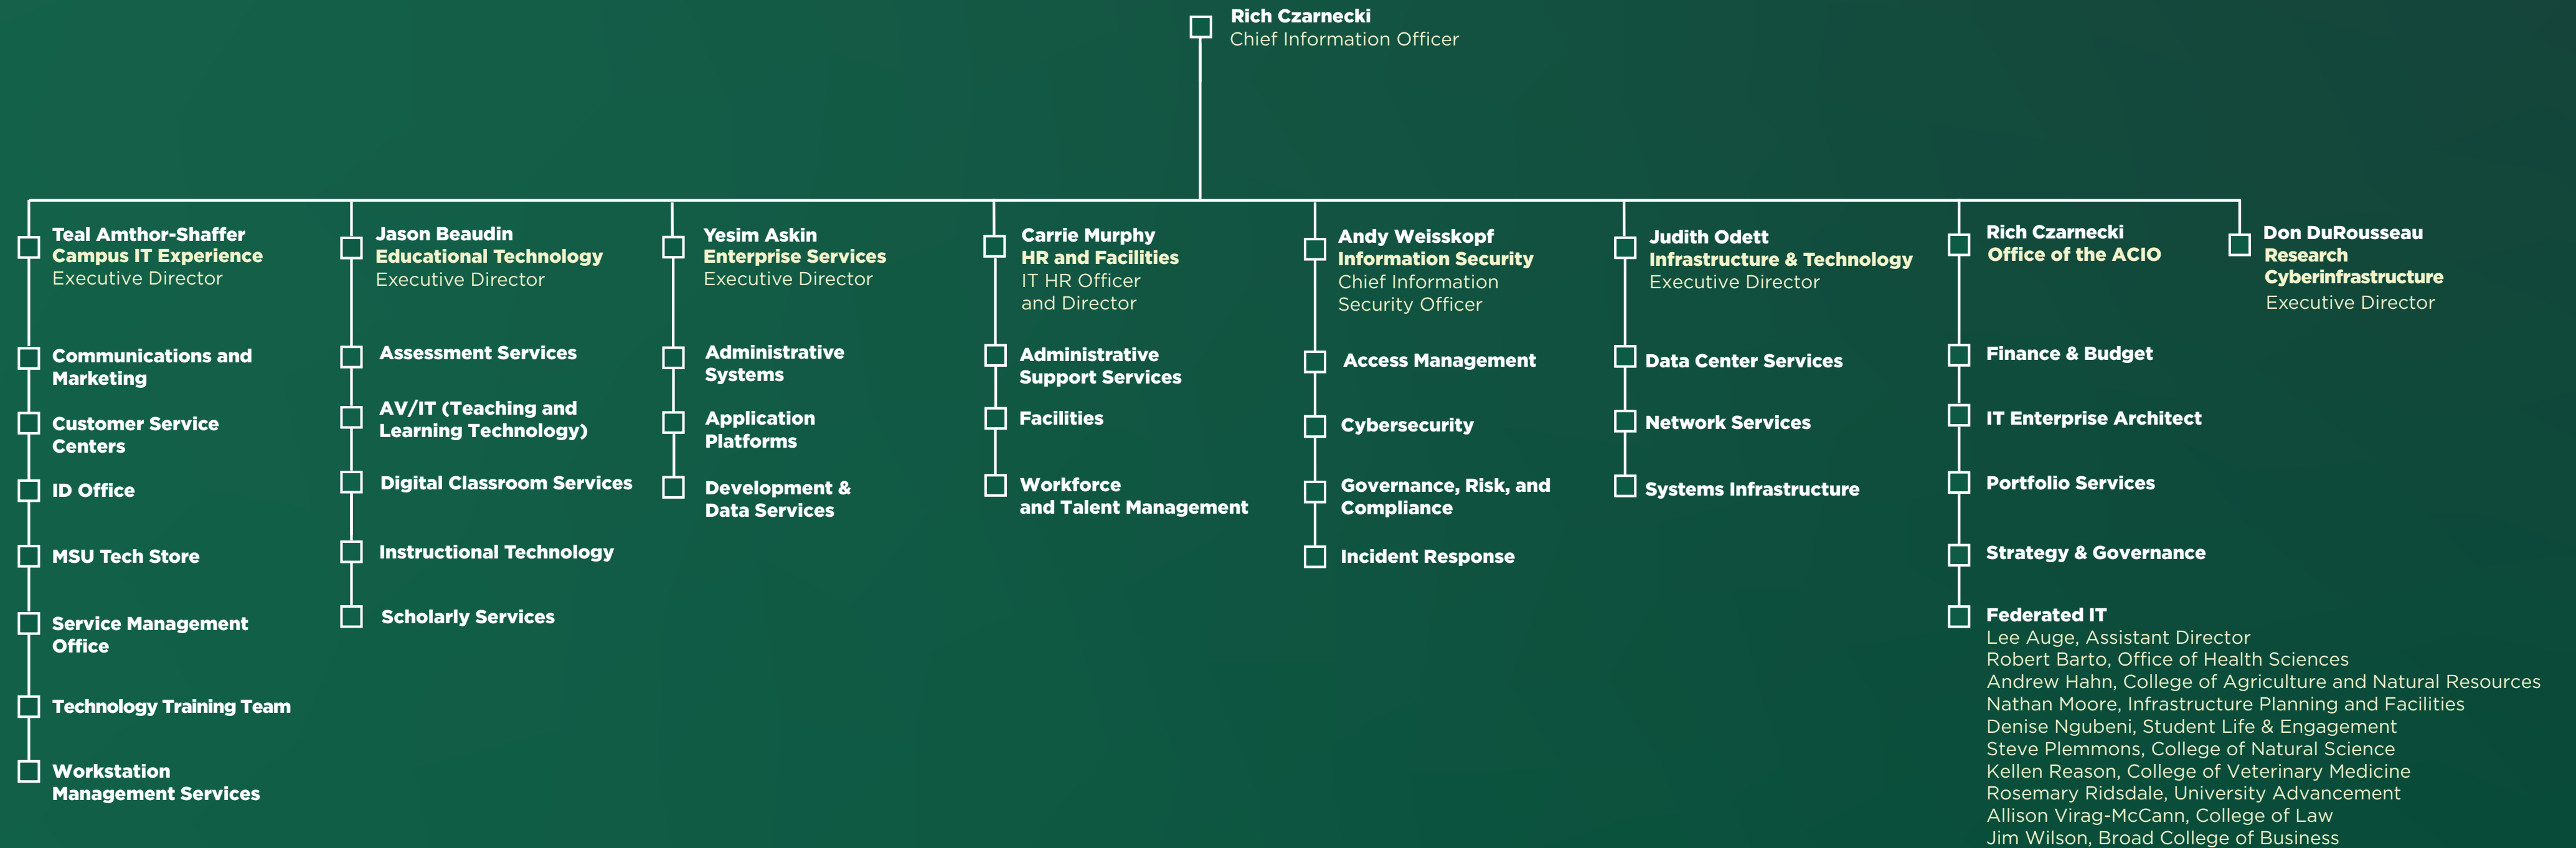 Rich Czarnecki
Chief Information Officer
Teal Amthor-Shaffer
Campus IT Experience
Executive Director
Communications and
Marketing
Customer Service
Centers
ID Office
MSU Tech Store
Service Management
Office
Technology Training Team
Workstation
Management Services
Jason Beaudin
Educational Technology
Executive Director
Assessment Services
AV/IT (Teaching and
Learning Technology)
Digital Classroom Services
Instructional Technology
Scholarly Services
Yesim Askin
Enterprise Services
Executive Director
Administrative
Systems
Application
Platforms
Development &
Data Services
Carrie Murphy
HR and Facilities
IT HR Officer
and Director
Administrative
Support Services
Facilities
Workforce
and Talent Management
Andy Weisskopf
Information Security
Chief Information
Security Officer
Access Management
Cybersecurity
Governance, Risk, and
Compliance
Incident Response
Judith Odett
Infrastructure & Technology
Executive Director
Data Center Services
Network Services
Systems Infrastructure
Rich Czarnecki
Office of the ACIO
Finance & Budget
IT Enterprise Architect
Portfolio Services
Strategy & Governance
Federated IT
Lee Auge, Assistant Director
Robert Barto, Office of Health Sciences
Andrew Hahn, College of Agriculture and Natural Resources
Nathan Moore, Infrastructure Planning and Facilities
Denise Ngubeni, Student Life & Engagement
Steve Plemmons, College of Natural Science
Kellen Reason, College of Veterinary Medicine
Rosemary Ridsdale, University Advancement
Allison Virag-McCann, College of Law
Jim Wilson, Broad College of Business
Don DuRousseau
Research
Cyberinfrastructure
Executive Director